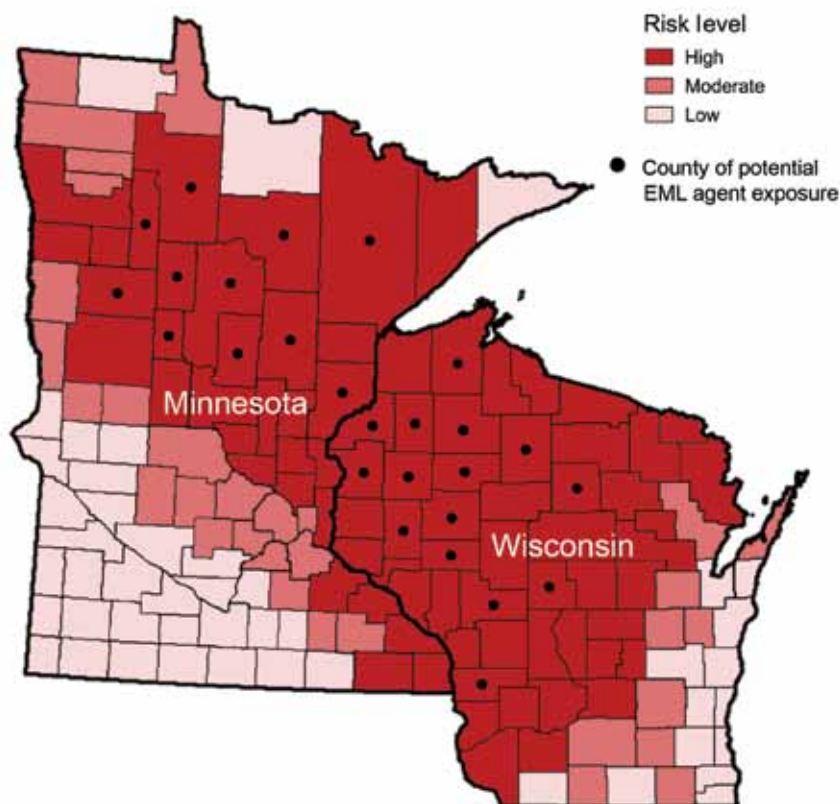 Risk level
High
Moderate
Low
County of potential
EML agent exposure
Minnesota
Wisconsin